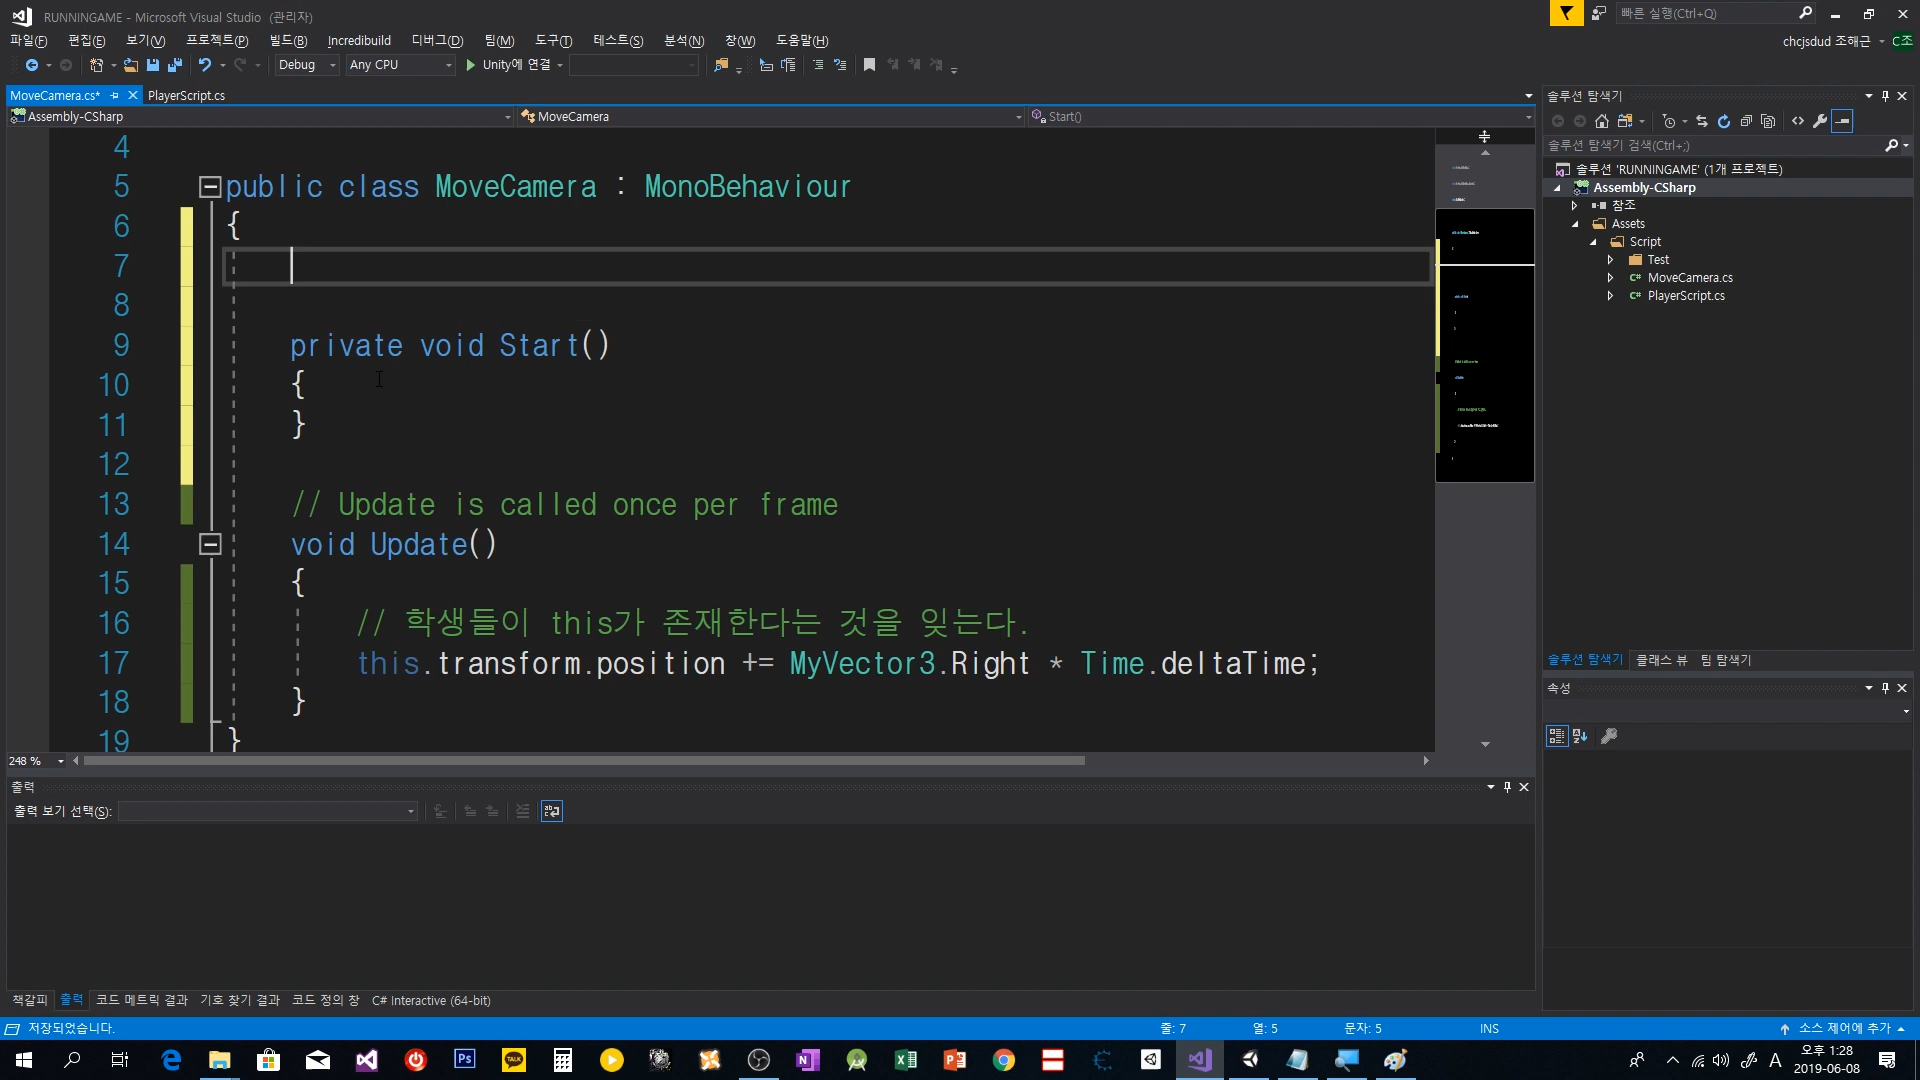 RUNNINGAME - Microsoft Visual Studio (관리자)
빠른 실행(Ctrl+Q)
파일(F) 편집(E) 보기(V) 프로젝트(P) 빌드(B) Incredibuild 디버그(D) 팀(M) 도구(T) 테스트(S) 분석(N) 창(W) 도움말(H)
chcjsdud 조해근 C조
Debug Any CPU Unity에 연결
MoveCamera.cs* PlayerScript.cs
Assembly-CSharp MoveCamera Start()
4
5 public class MoveCamera : MonoBehaviour
6 {
7
8
9 private void Start()
10 {
11 }
12
13 // Update is called once per frame
14 void Update()
15 {
16 // 학생들이 this가 존재한다는 것을 잊는다.
17 this.transform.position += MyVector3.Right * Time.deltaTime;
18 }
19 }
248 %
솔루션 탐색기
솔루션 탐색기 검색(Ctrl+;)
솔루션 'RUNNINGAME' (1개 프로젝트)
Assembly-CSharp
참조
Assets
Script
Test
C# MoveCamera.cs
C# PlayerScript.cs
솔루션 탐색기 클래스 뷰 팀 탐색기
속성
출력
출력 보기 선택(S):
책갈피 출력 코드 메트릭 결과 기호 찾기 결과 코드 정의 창 C# Interactive (64-bit)
저장되었습니다. 줄: 7 열: 5 문자: 5 INS 소스 제어에 추가
Ps TALK A
오후 1:28
2019-06-08